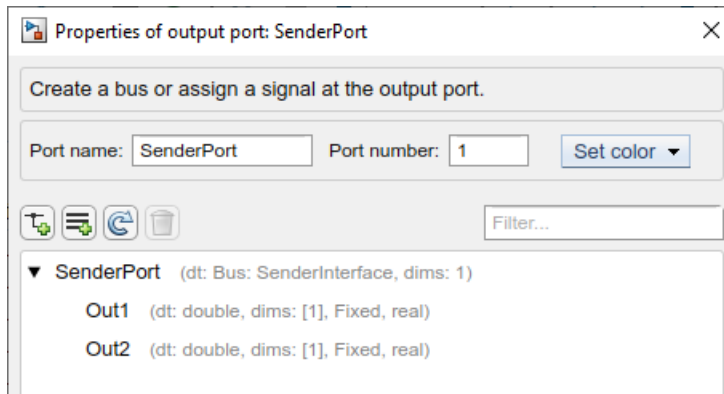 Properties of output port: SenderPort
Create a bus or assign a signal at the output port.
Port name: SenderPort Port number: 1 Set color
Filter...
SenderPort (dt: Bus: SenderInterface, dims: 1)
Out1 (dt: double, dims: [1], Fixed, real)
Out2 (dt: double, dims: [1], Fixed, real)